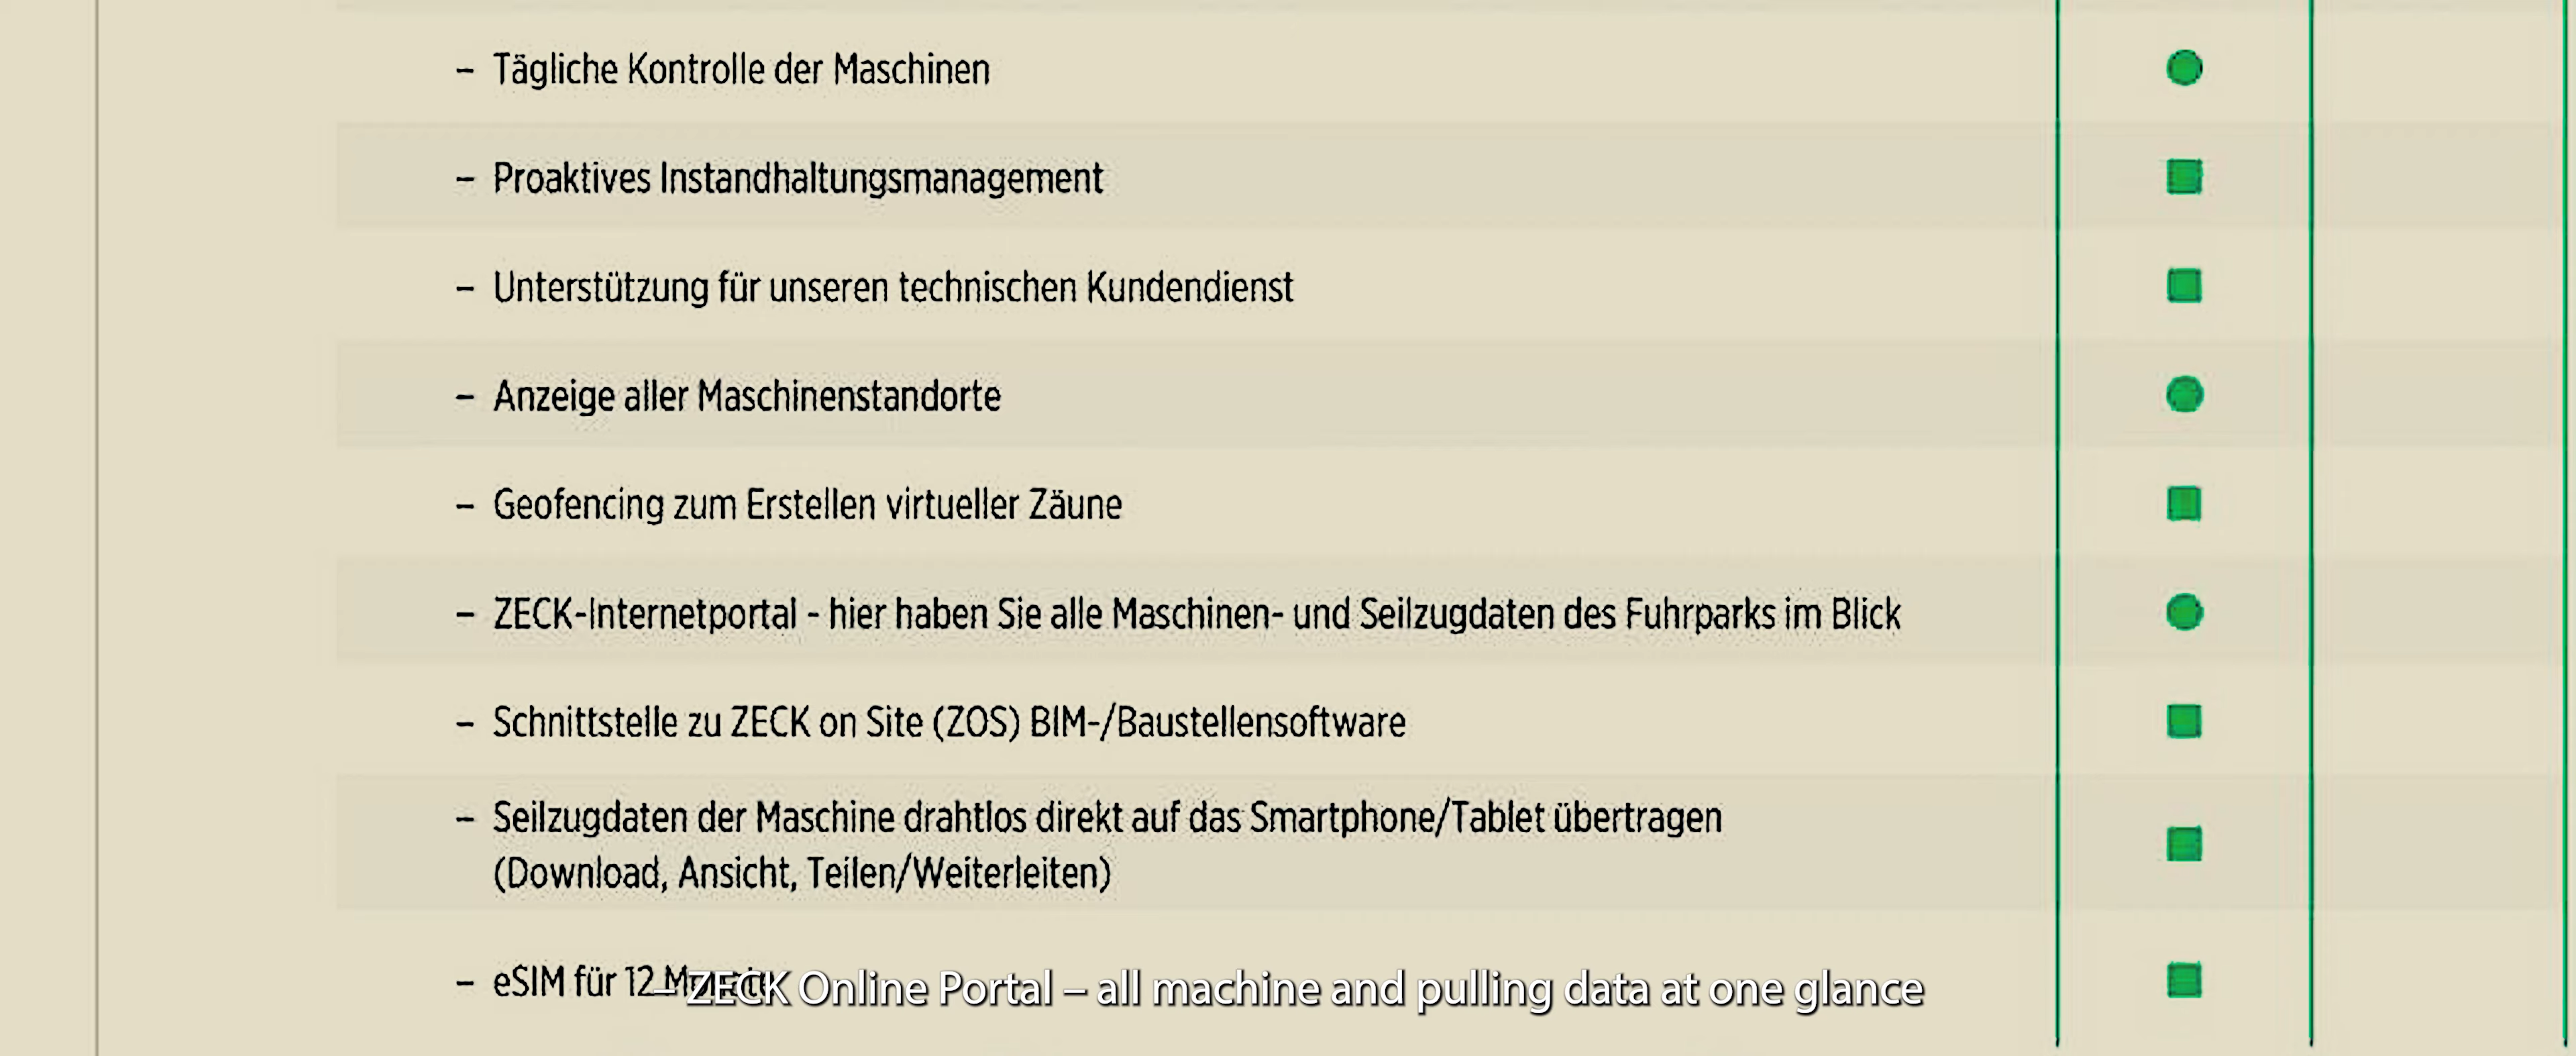 – Tägliche Kontrolle der Maschinen
– Proaktives Instandhaltungsmanagement
– Unterstützung für unseren technischen Kundendienst
– Anzeige aller Maschinenstandorte
– Geofencing zum Erstellen virtueller Zäune
– ZECK-Internetportal - hier haben Sie alle Maschinen- und Seilzugdaten des Fuhrparks im Blick
– Schnittstelle zu ZECK on Site (ZOS) BIM-/Baustellensoftware
– Seilzugdaten der Maschine drahtlos direkt auf das Smartphone/Tablet übertragen
(Download, Ansicht, Teilen/Weiterleiten)
– eSIM für 12
– ZECK Online Portal – all machine and pulling data at one glance